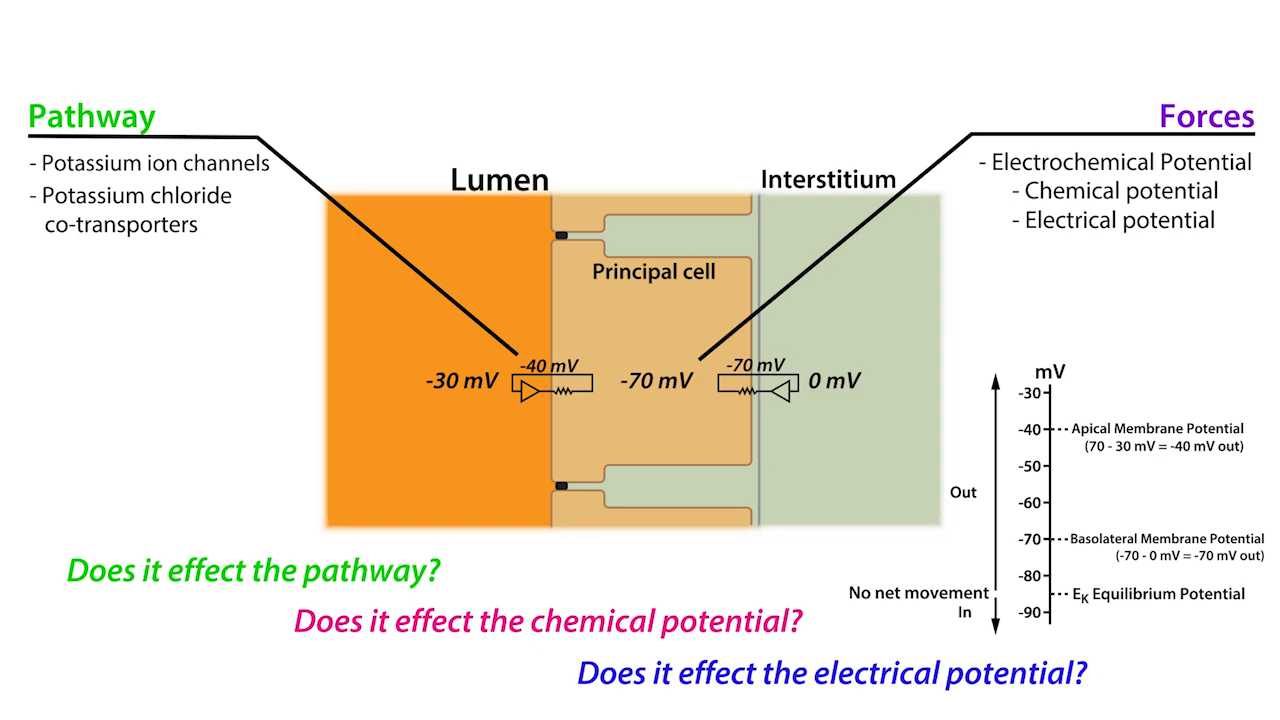 Pathway
- Potassium ion channels
- Potassium chloride
co-transporters
Forces
- Electrochemical Potential
- Chemical potential
- Electrical potential
Lumen
Interstitium
Principal cell
-30 mV
-40 mV
-70 mV
-70 mV
0 mV
mV
-30
-40
Apical Membrane Potential
(70 - 30 mV = -40 mV out)
-50
Out
-60
-70
Basolateral Membrane Potential
(-70 - 0 mV = -70 mV out)
-80
No net movement
EK Equilibrium Potential
In
-90
Does it effect the pathway?
Does it effect the chemical potential?
Does it effect the electrical potential?